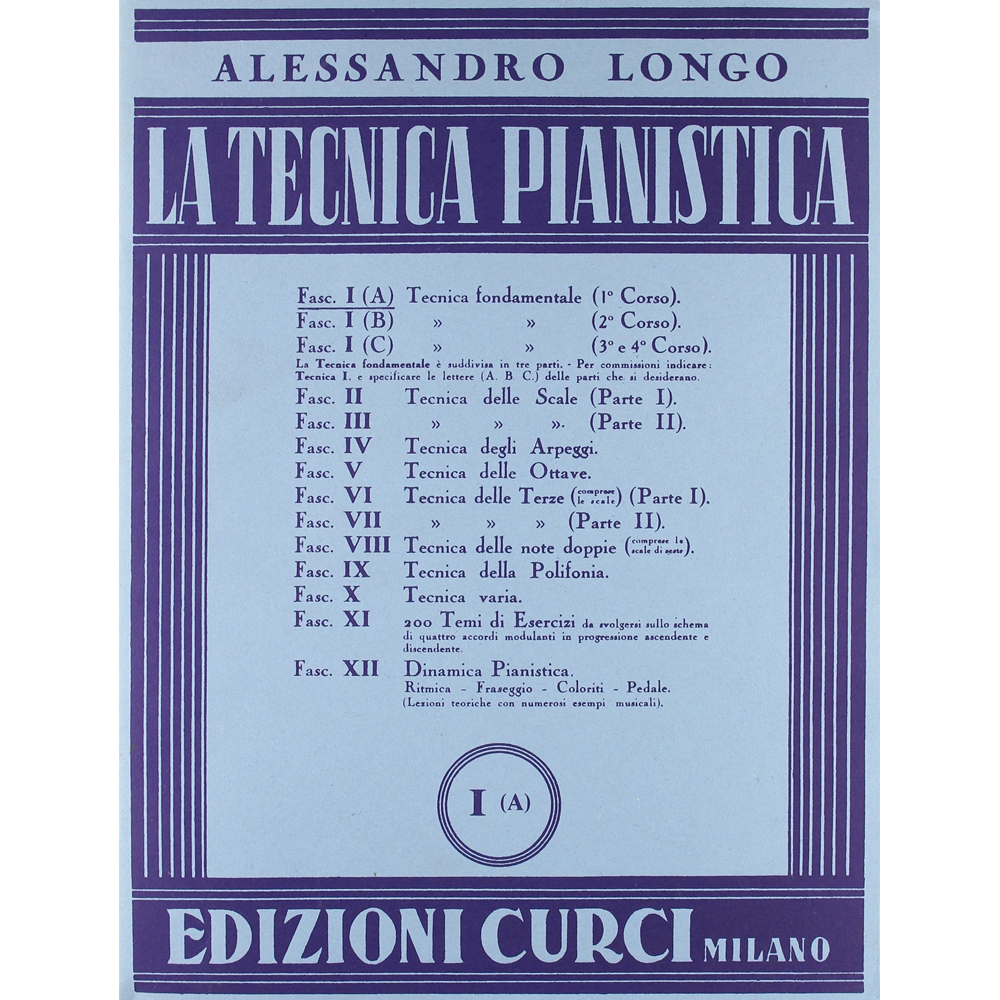 ALESSANDRO LONGO
LA TECNICA PIANISTICA
Fasc. I (A) Tecnica fondamentale (1º Corso).
Fasc. I (B) » » (2º Corso).
Fasc. I (C) » » (3º e 4º Corso).
La Tecnica fondamentale è suddivisa in tre parti. - Per commissioni indicare:
Tecnica I. e specificare le lettere (A. B. C.) delle parti che si desiderano.
Fasc. II Tecnica delle Scale (Parte I).
Fasc. III » » ». (Parte II).
Fasc. IV Tecnica degli Arpeggi.
Fasc. V Tecnica delle Ottave.
Fasc. VI Tecnica delle Terze (comprese le scale) (Parte I).
Fasc. VII » » » (Parte II).
Fasc. VIII Tecnica delle note doppie (comprese le scale di seste).
Fasc. IX Tecnica della Polifonia.
Fasc. X Tecnica varia.
Fasc. XI 200 Temi di Esercizi da svolgersi sullo schema
di quattro accordi modulanti in progressione ascendente e
discendente.
Fasc. XII Dinamica Pianistica.
Ritmica - Fraseggio - Coloriti - Pedale.
(Lezioni teoriche con numerosi esempi musicali).
I (A)
EDIZIONI CURCI MILANO